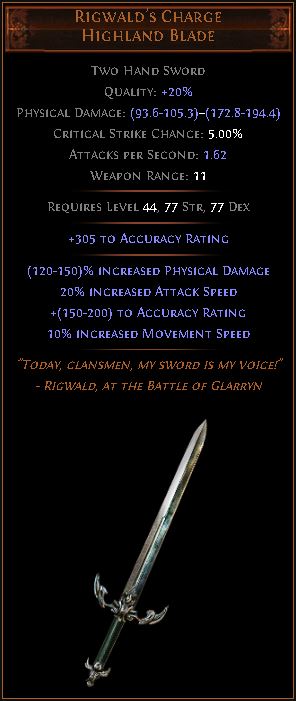 Rigwald's Charge
Highland Blade
Two Hand Sword
Quality: +20%
Physical Damage: (93.6-105.3)–(172.8-194.4)
Critical Strike Chance: 5.00%
Attacks per Second: 1.62
Weapon Range: 11
Requires Level 44, 77 Str, 77 Dex
+305 to Accuracy Rating
(120-150)% increased Physical Damage
20% increased Attack Speed
+(150-200) to Accuracy Rating
10% increased Movement Speed
"Today, clansmen, my sword is my voice!"
- Rigwald, at the Battle of Glarryn